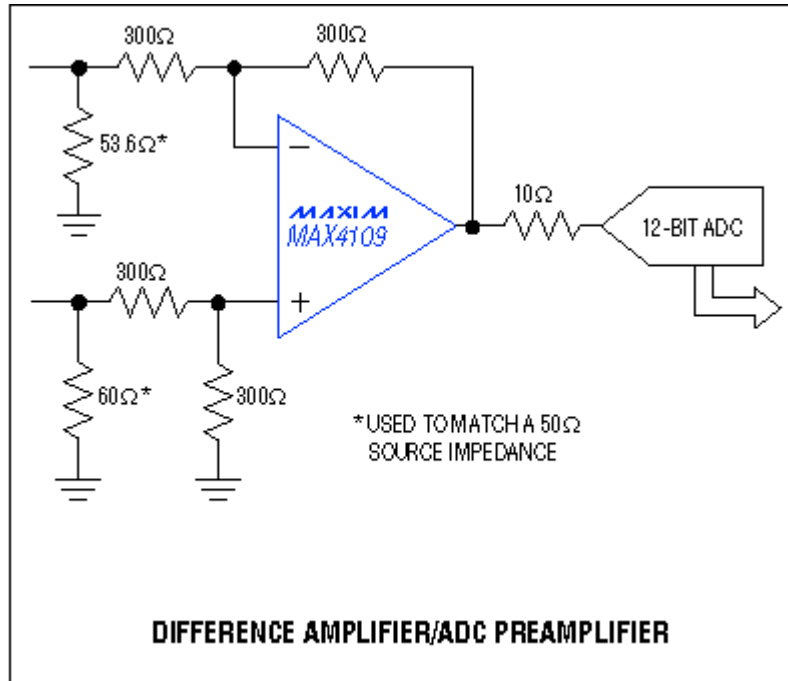 300Ω
300Ω
53.6Ω*
−
MAXIM
MAX4109
10Ω
12-BIT ADC
300Ω
+
60Ω*
300Ω
*USED TO MATCH A 50Ω
SOURCE IMPEDANCE
DIFFERENCE AMPLIFIER/ADC PREAMPLIFIER